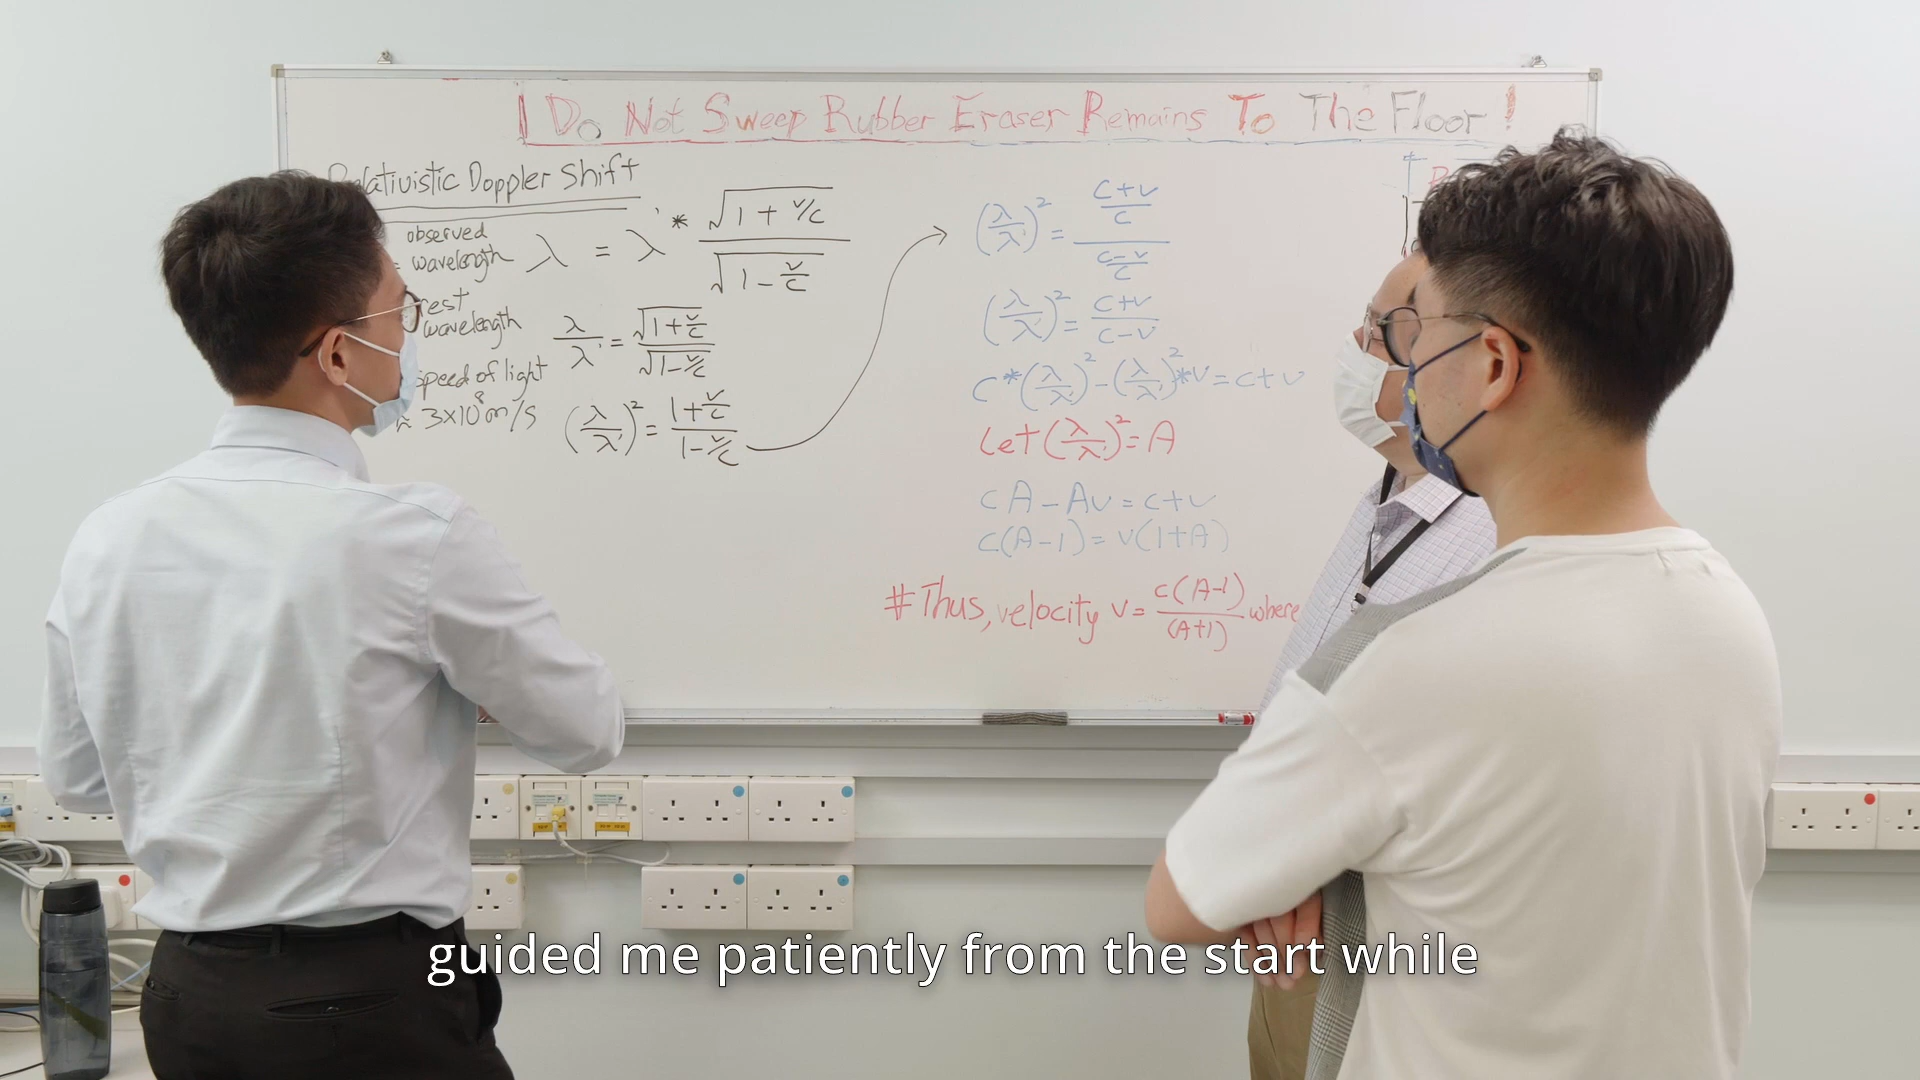 Do Not Sweep Rubber Eraser Remains To The Floor!
Relativistic Doppler Shift
observed
= wavelength
rest
wavelength
speed of light
≈ 3×10⁸ m/s
λ = λ' * √(1 + v/c) / √(1 - v/c)
λ/λ' = √(1 + v/c) / √(1 - v/c)
(λ/λ')² = (1 + v/c) / (1 - v/c)
(λ/λ')² = ((c+v)/c) / ((c-v)/c)
(λ/λ')² = (c+v) / (c-v)
c*(λ/λ')² - (λ/λ')²*v = c+v
Let (λ/λ')² = A
cA - Av = c+v
c(A-1) = v(1+A)
#Thus, velocity v = c(A-1) / (A+1) where
guided me patiently from the start while